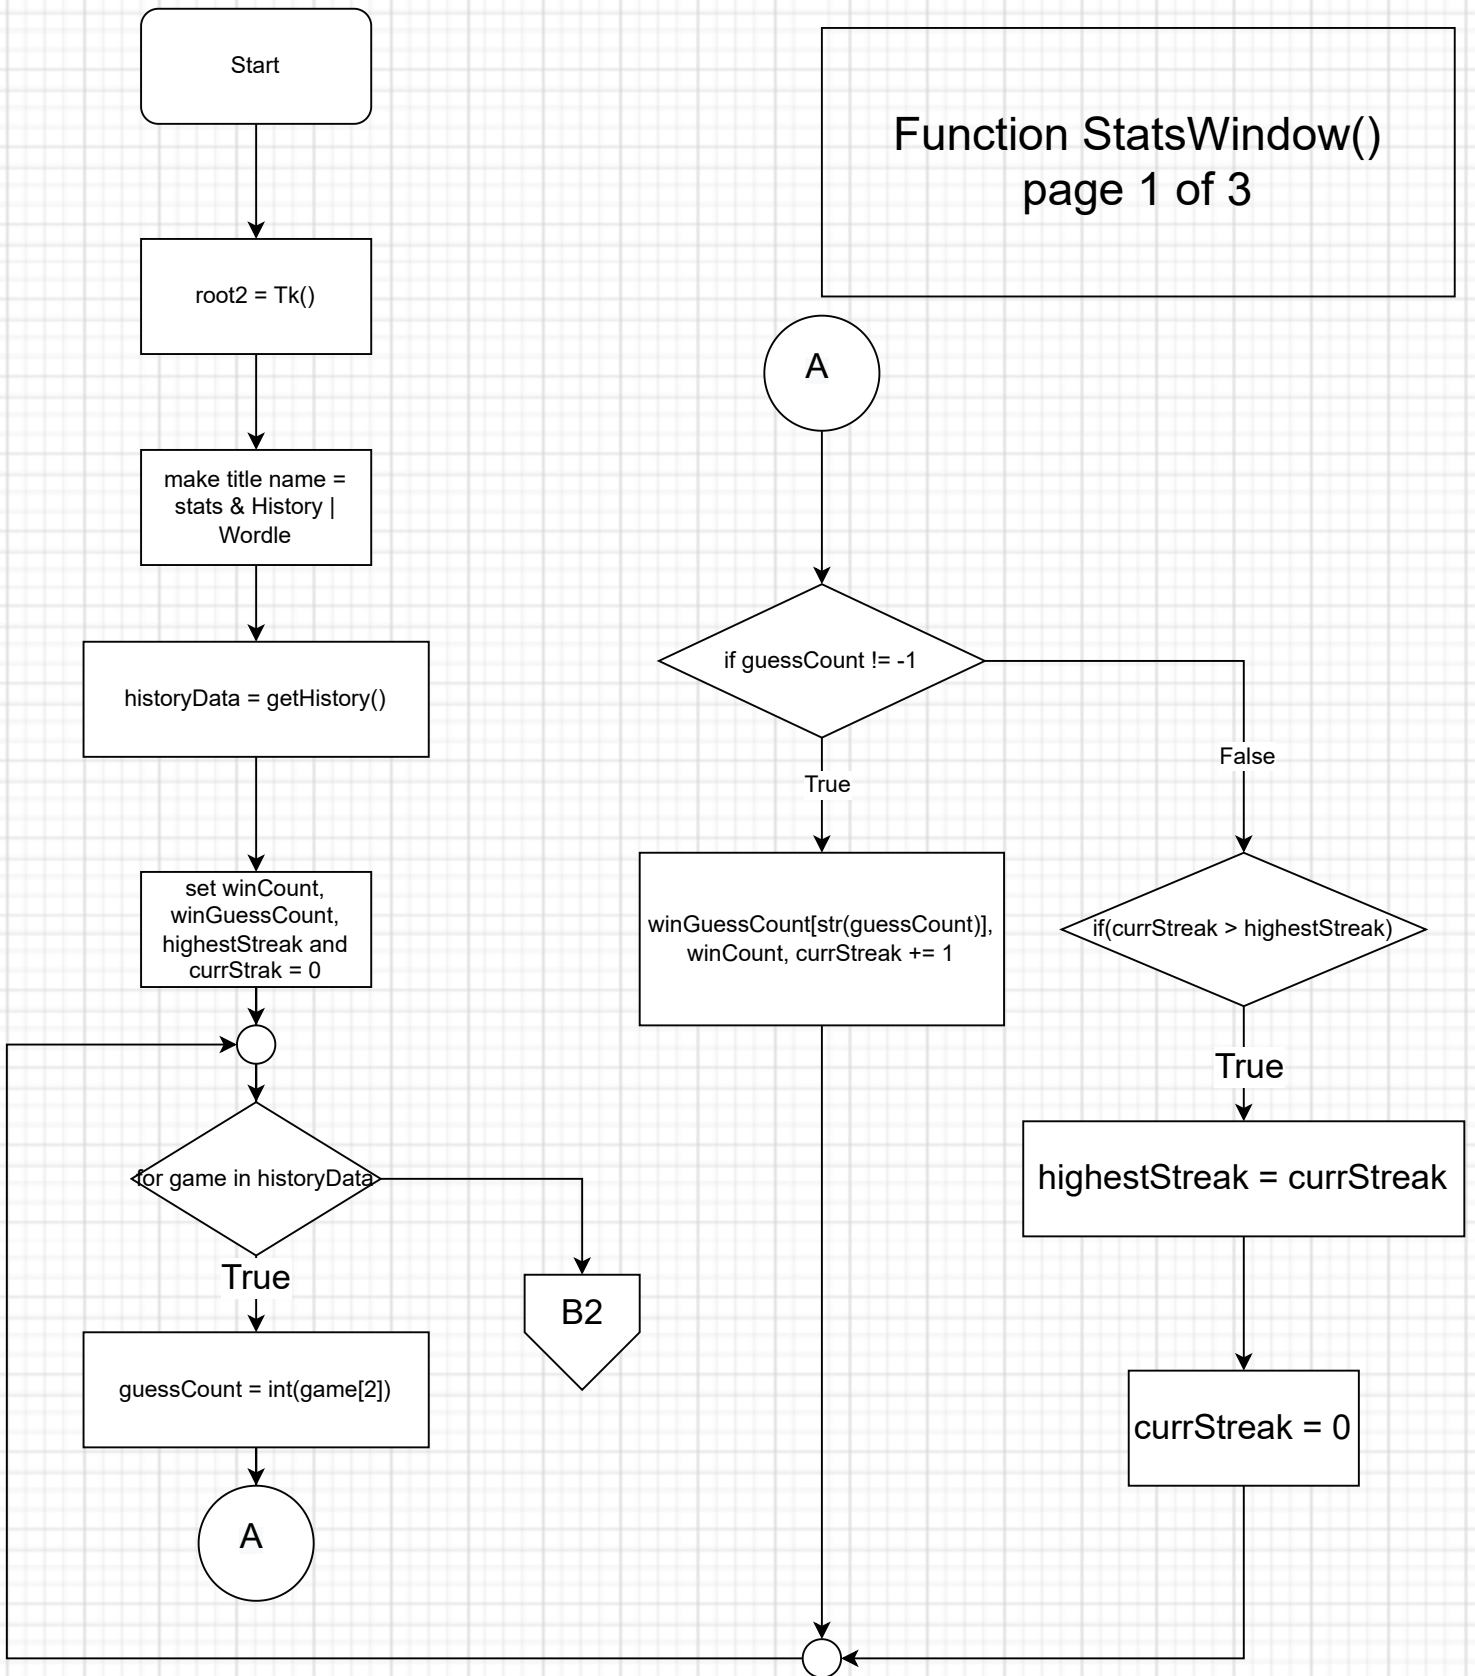 Start
root2 = Tk()
make title name =
stats & History |
Wordle
historyData = getHistory()
set winCount,
winGuessCount,
highestStreak and
currStrak = 0
for game in historyData
True
B2
guessCount = int(game[2])
A
Function StatsWindow()
page 1 of 3
A
if guessCount != -1
True
False
winGuessCount[str(guessCount)],
winCount, currStreak += 1
if(currStreak > highestStreak)
True
highestStreak = currStreak
currStreak = 0